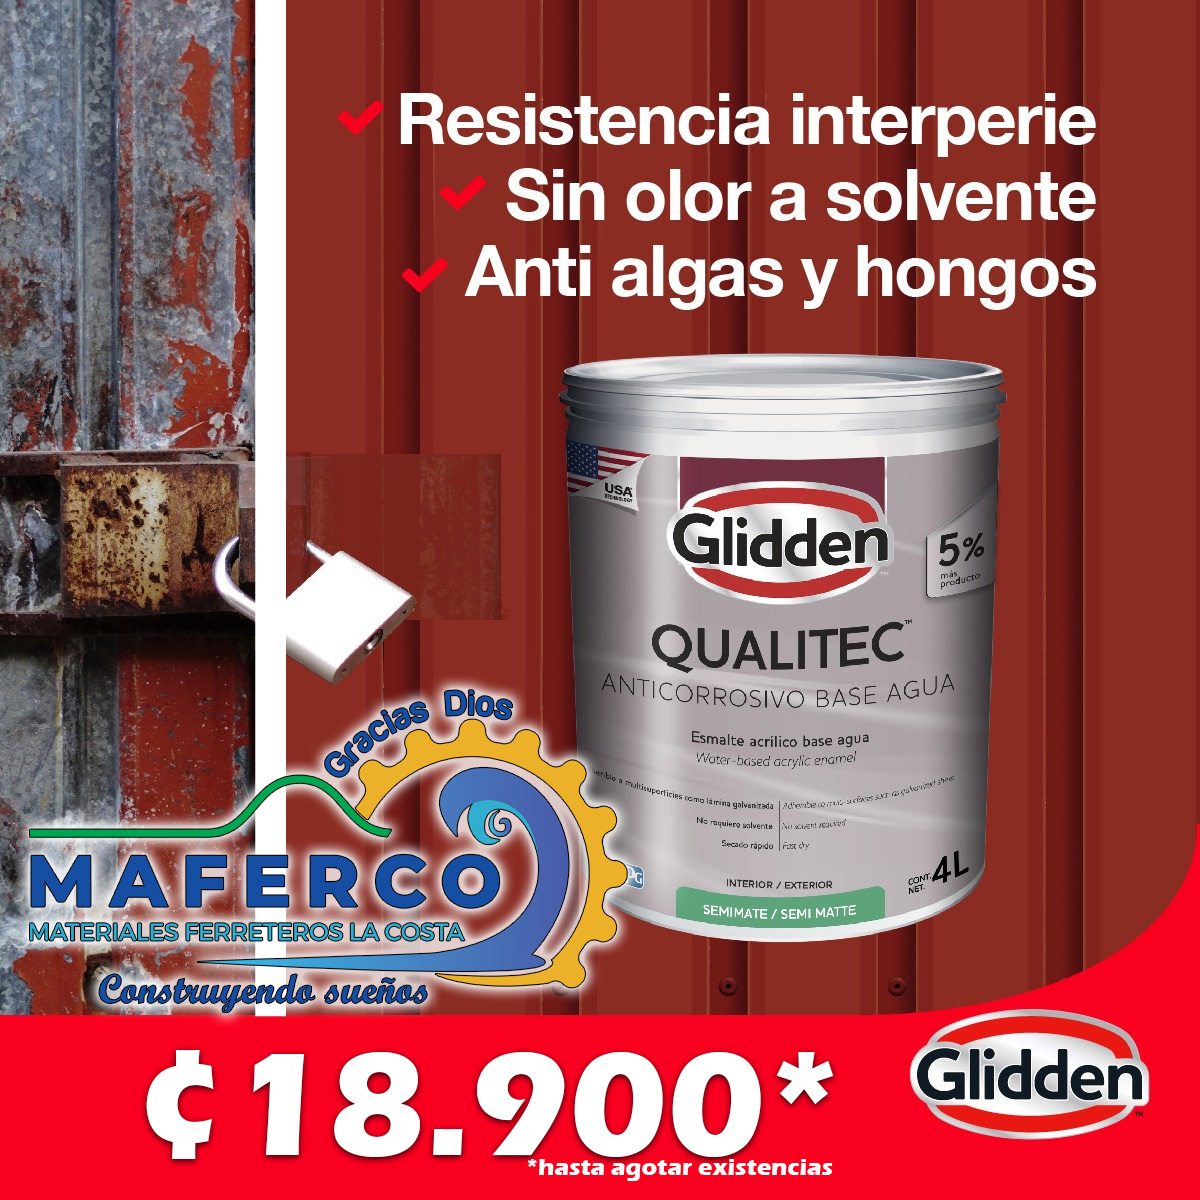 Resistencia interperie
Sin olor a solvente
Anti algas y hongos
USA
TECHNOLOGY
Glidden
5%
más
producto
QUALITEC™
ANTICORROSIVO BASE AGUA
Esmalte acrílico base agua
Water-based acrylic enamel
a multisuperficies como lámina galvanizada
Adherible to multi-surfaces such as galvanized sheet
No requiere solvente
No solvent required
Secado rápido
Fast dry
INTERIOR / EXTERIOR
CONT. NET. 4L
SEMIMATE / SEMI MATTE
Gracias Dios
MAFERCO
MATERIALES FERRETEROS LA COSTA
Construyendo sueños
₡18.900*
*hasta agotar existencias
Glidden™